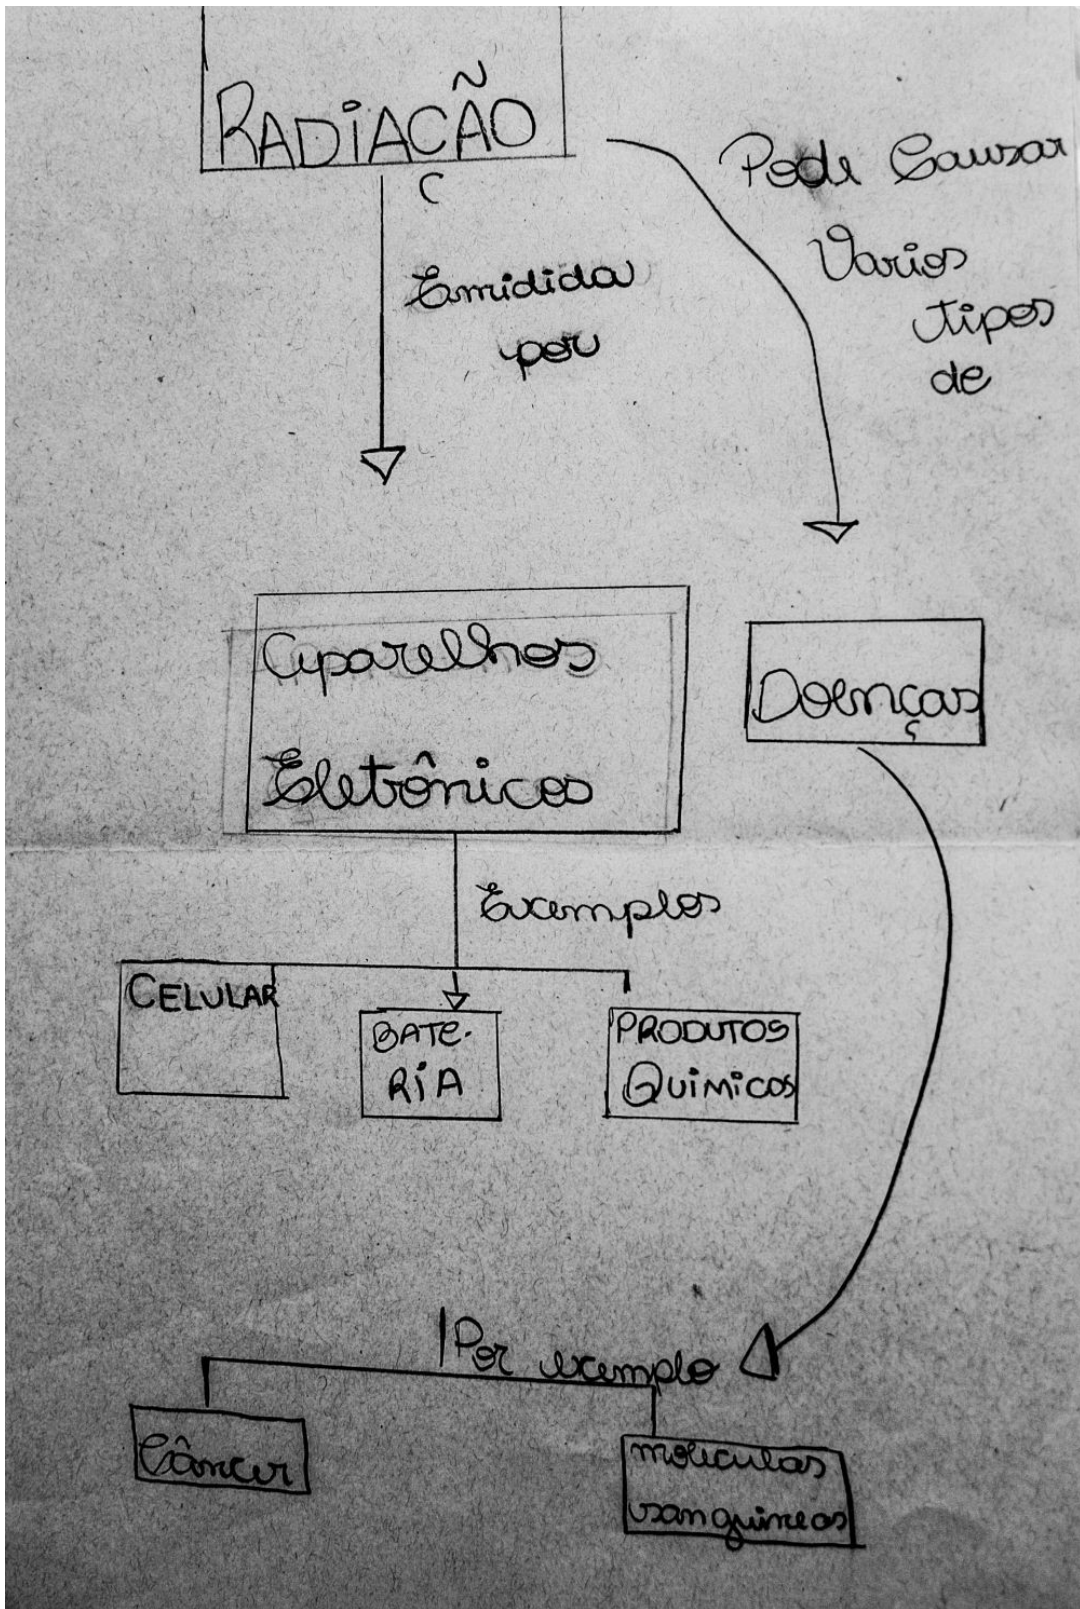 RADIAÇÃO
Pode Causar
Varios
tipos
de
Emidida
por
Aparelhos
Eletrônicos
Doenças
Exemplos
CELULAR
BATE-
RIA
PRODUTOS
QUIMICOS
Por exemplo
Câncer
moleculas
sanguineas